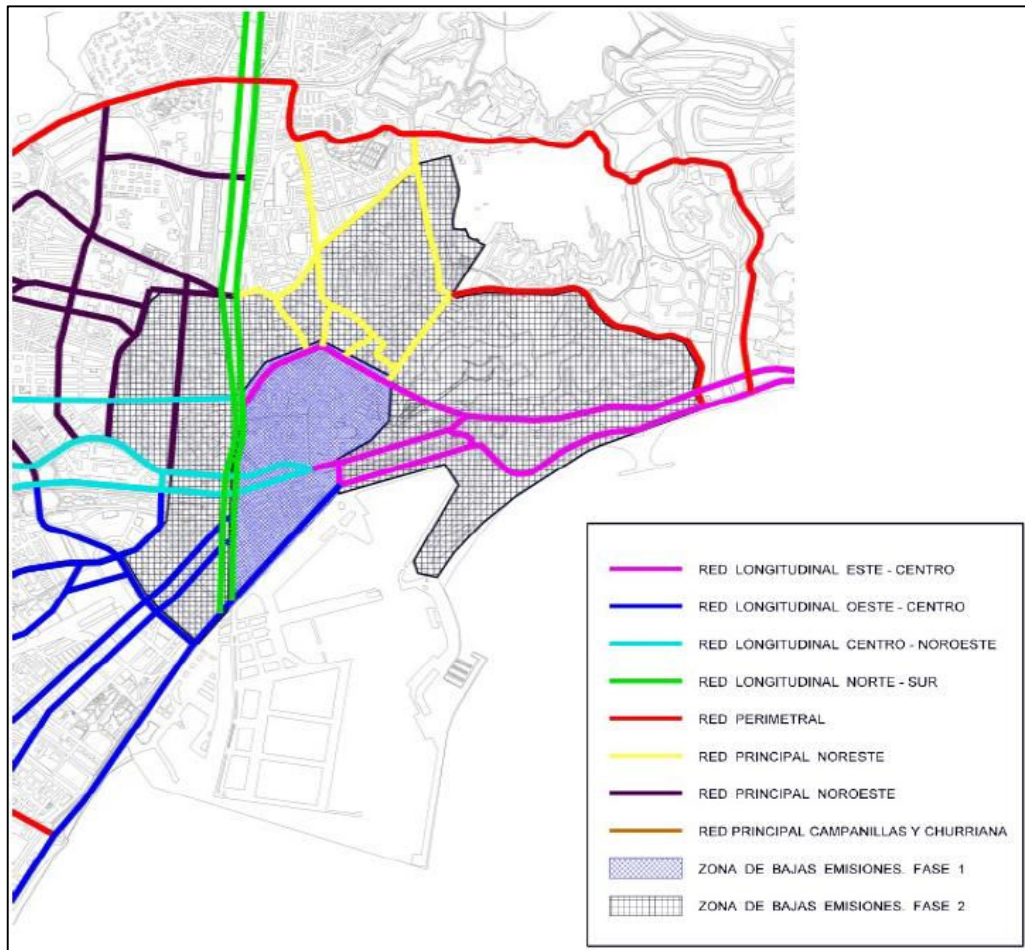 RED LONGITUDINAL ESTE - CENTRO
RED LONGITUDINAL OESTE - CENTRO
RED LONGITUDINAL CENTRO - NOROESTE
RED LONGITUDINAL NORTE - SUR
RED PERIMETRAL
RED PRINCIPAL NORESTE
RED PRINCIPAL NOROESTE
RED PRINCIPAL CAMPANILLAS Y CHURRIANA
ZONA DE BAJAS EMISIONES. FASE 1
ZONA DE BAJAS EMISIONES. FASE 2